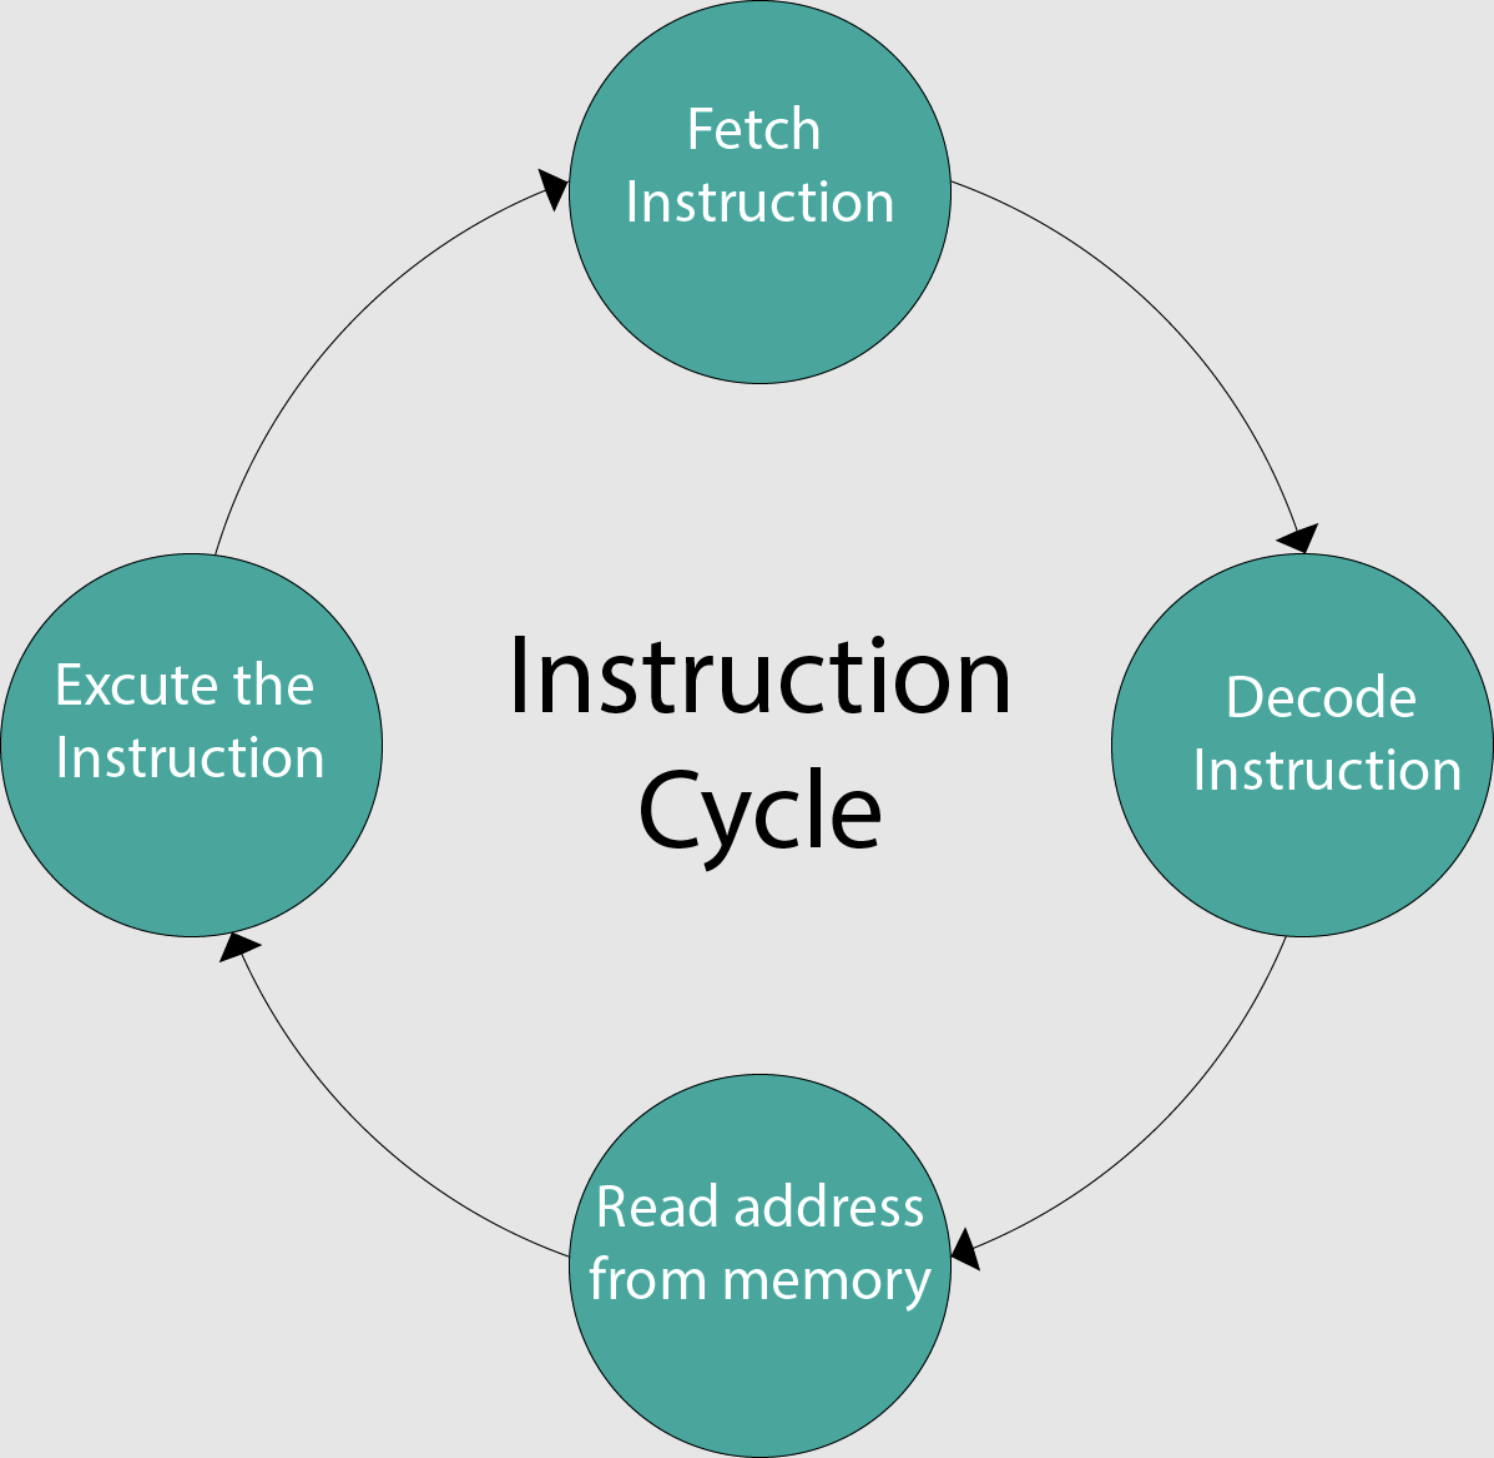 Fetch
Instruction
Excute the
Instruction
Instruction
Cycle
Decode
Instruction
Read address
from memory